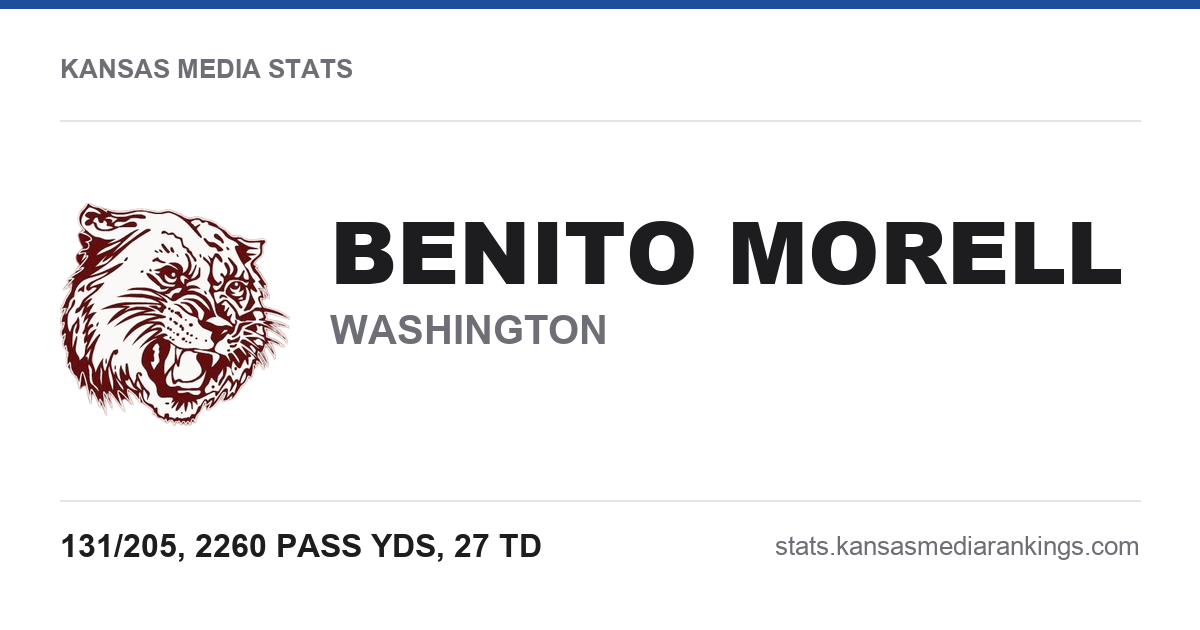 KANSAS MEDIA STATS
BENITO MORELL
WASHINGTON
131/205, 2260 PASS YDS, 27 TD
stats.kansasmediarankings.com